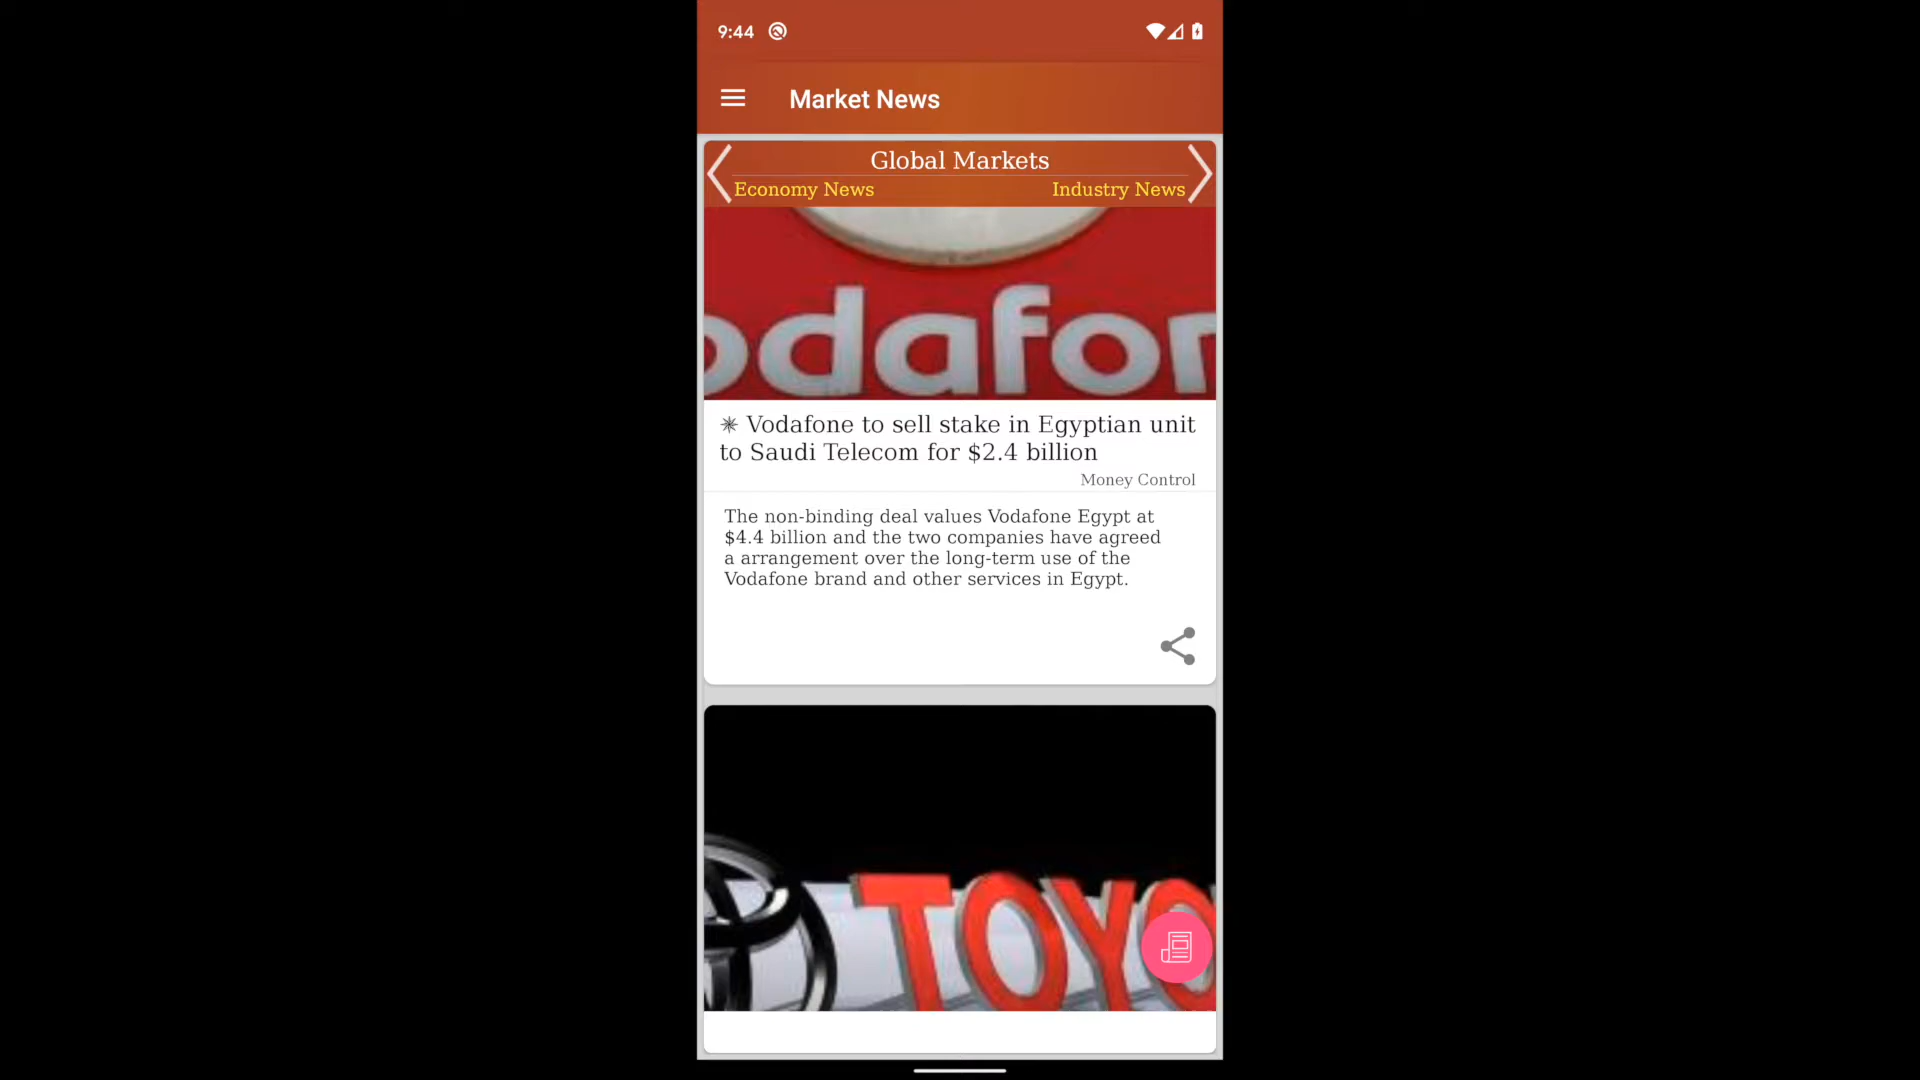 9:44
Market News
Global Markets
Economy News
Industry News
odafon
✴ Vodafone to sell stake in Egyptian unit
to Saudi Telecom for $2.4 billion
Money Control
The non-binding deal values Vodafone Egypt at
$4.4 billion and the two companies have agreed
a arrangement over the long-term use of the
Vodafone brand and other services in Egypt.
TOYO